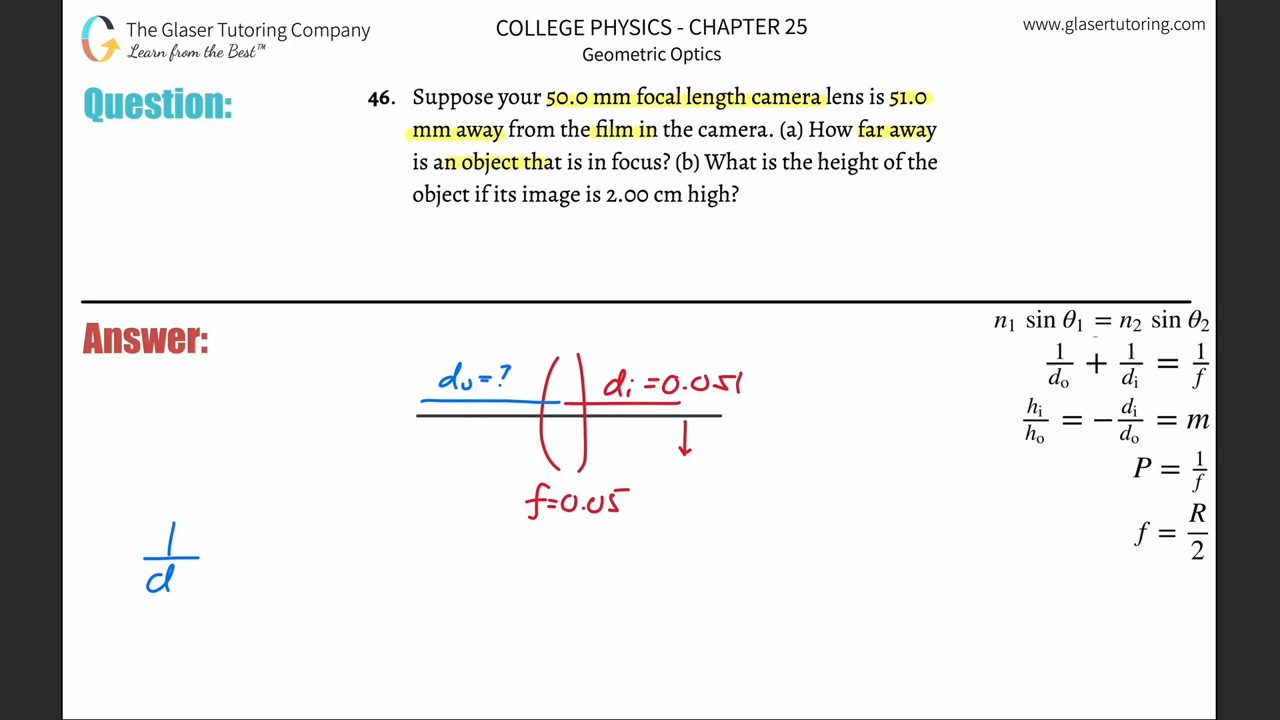 The Glaser Tutoring Company
Learn from the Best™
COLLEGE PHYSICS - CHAPTER 25
Geometric Optics
www.glasertutoring.com
Question:
46. Suppose your 50.0 mm focal length camera lens is 51.0
mm away from the film in the camera. (a) How far away
is an object that is in focus? (b) What is the height of the
object if its image is 2.00 cm high?
Answer:
n₁ sin θ₁ = n₂ sin θ₂
1/dₒ + 1/dᵢ = 1/f
hᵢ/hₒ = −dᵢ/dₒ = m
P = 1/f
f = R/2
do=?
di=0.051
f=0.05
1/d